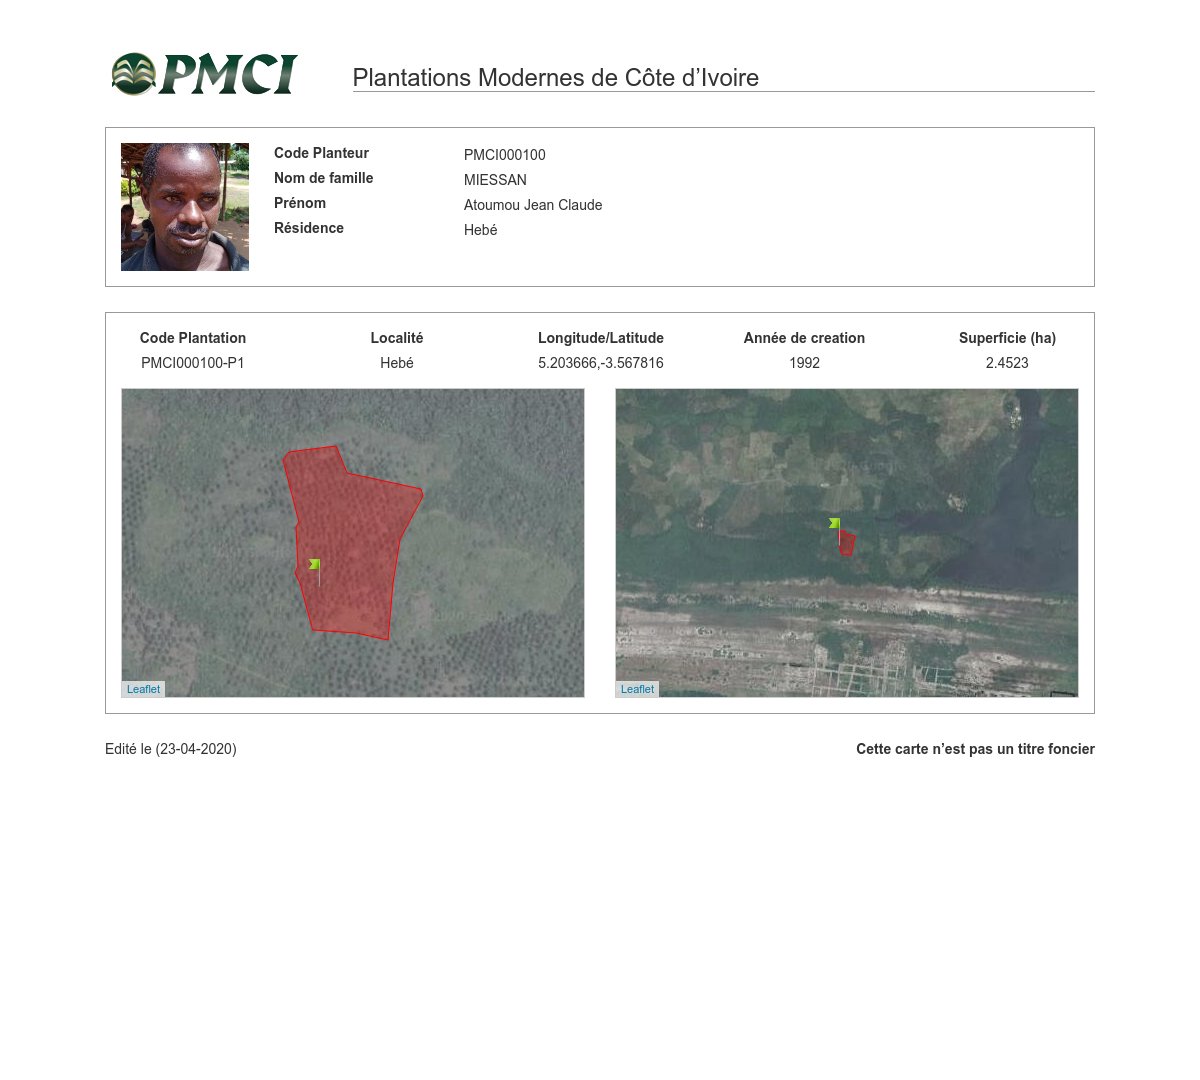 PMCI
Plantations Modernes de Côte d’Ivoire
Code Planteur PMCI000100
Nom de famille MIESSAN
Prénom Atoumou Jean Claude
Résidence Hebé
Code Plantation Localité Longitude/Latitude Année de creation Superficie (ha)
PMCI000100-P1 Hebé 5.203666,-3.567816 1992 2.4523
Leaflet Leaflet
Edité le (23-04-2020) Cette carte n’est pas un titre foncier